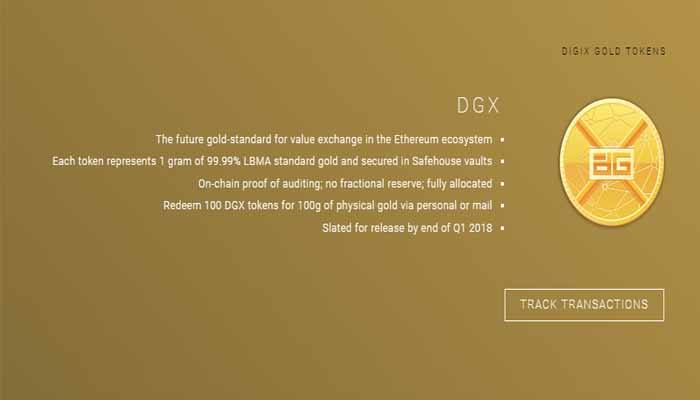 DIGIX GOLD TOKENS
DGX
The future gold-standard for value exchange in the Ethereum ecosystem
Each token represents 1 gram of 99.99% LBMA standard gold and secured in Safehouse vaults
On-chain proof of auditing; no fractional reserve; fully allocated
Redeem 100 DGX tokens for 100g of physical gold via personal or mail
Slated for release by end of Q1 2018
TRACK TRANSACTIONS